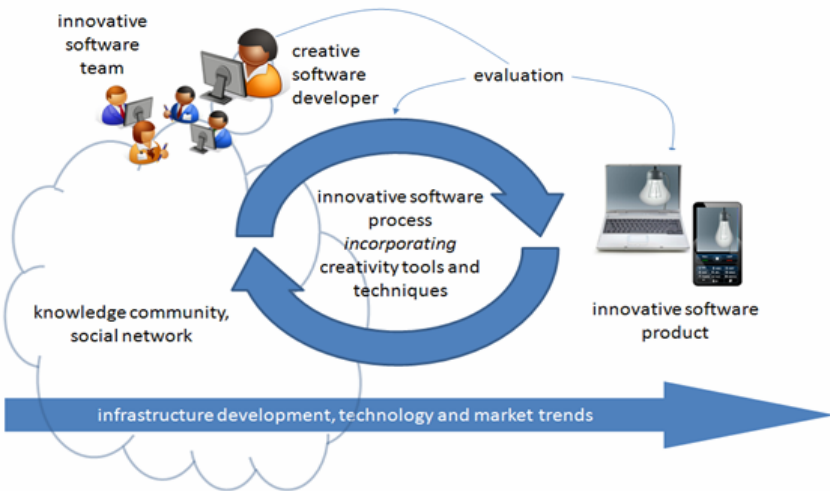 innovative
software
team
creative
software
developer
evaluation
innovative software
process
incorporating
creativity tools and
techniques
knowledge community,
social network
innovative software
product
infrastructure development, technology and market trends